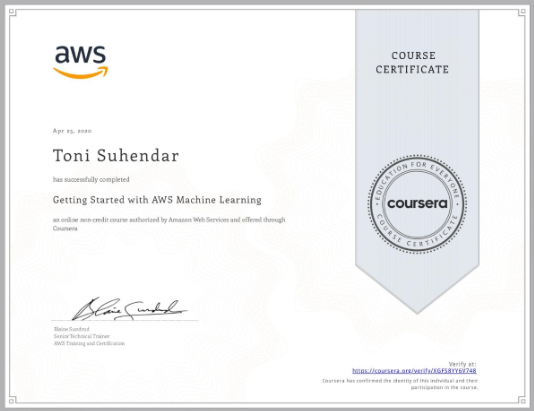 aws
COURSE
CERTIFICATE
Apr 25, 2020
Toni Suhendar
has successfully completed
Getting Started with AWS Machine Learning
an online non-credit course authorized by Amazon Web Services and offered through
Coursera
EDUCATION FOR EVERYONE
coursera
COURSE CERTIFICATE
Blaine Sundrud
Senior Technical Trainer
AWS Training and Certification
Verify at:
https://coursera.org/verify/XGFS8YY6V748
Coursera has confirmed the identity of this individual and their
participation in the course.